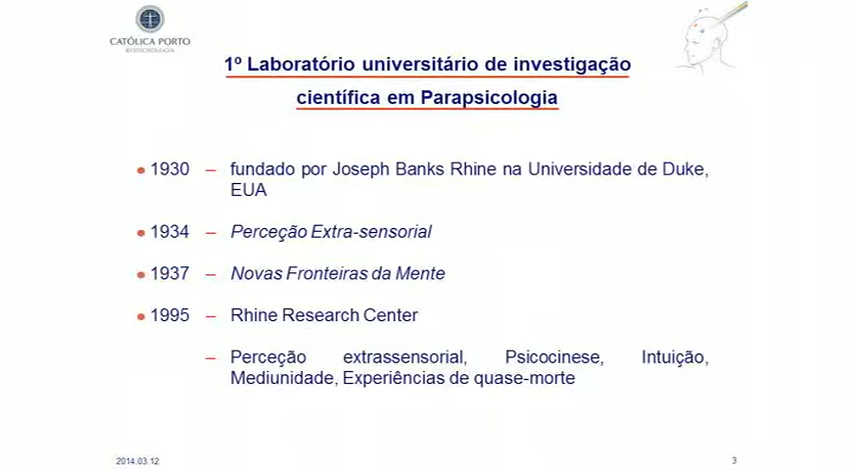 CATÓLICA PORTO
BIOTECNOLOGIA
1º Laboratório universitário de investigação
científica em Parapsicologia
• 1930 – fundado por Joseph Banks Rhine na Universidade de Duke,
EUA
• 1934 – Perceção Extra-sensorial
• 1937 – Novas Fronteiras da Mente
• 1995 – Rhine Research Center
– Perceção extrassensorial, Psicocinese, Intuição,
Mediunidade, Experiências de quase-morte
2014.03.12
3